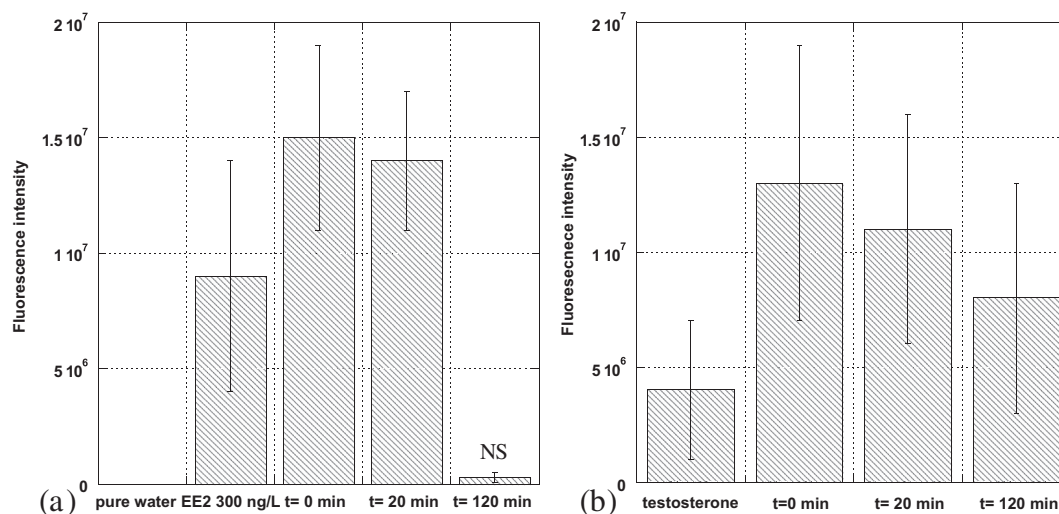 2 10⁷
1.5 10⁷
1 10⁷
5 10⁶
0
Fluorescence intensity
NS
(a)
pure water EE2 300 ng/L t= 0 min t= 20 min t= 120 min
2 10⁷
1.5 10⁷
1 10⁷
5 10⁶
0
Fluoresecnece intensity
(b)
testosterone t=0 min t= 20 min t= 120 min